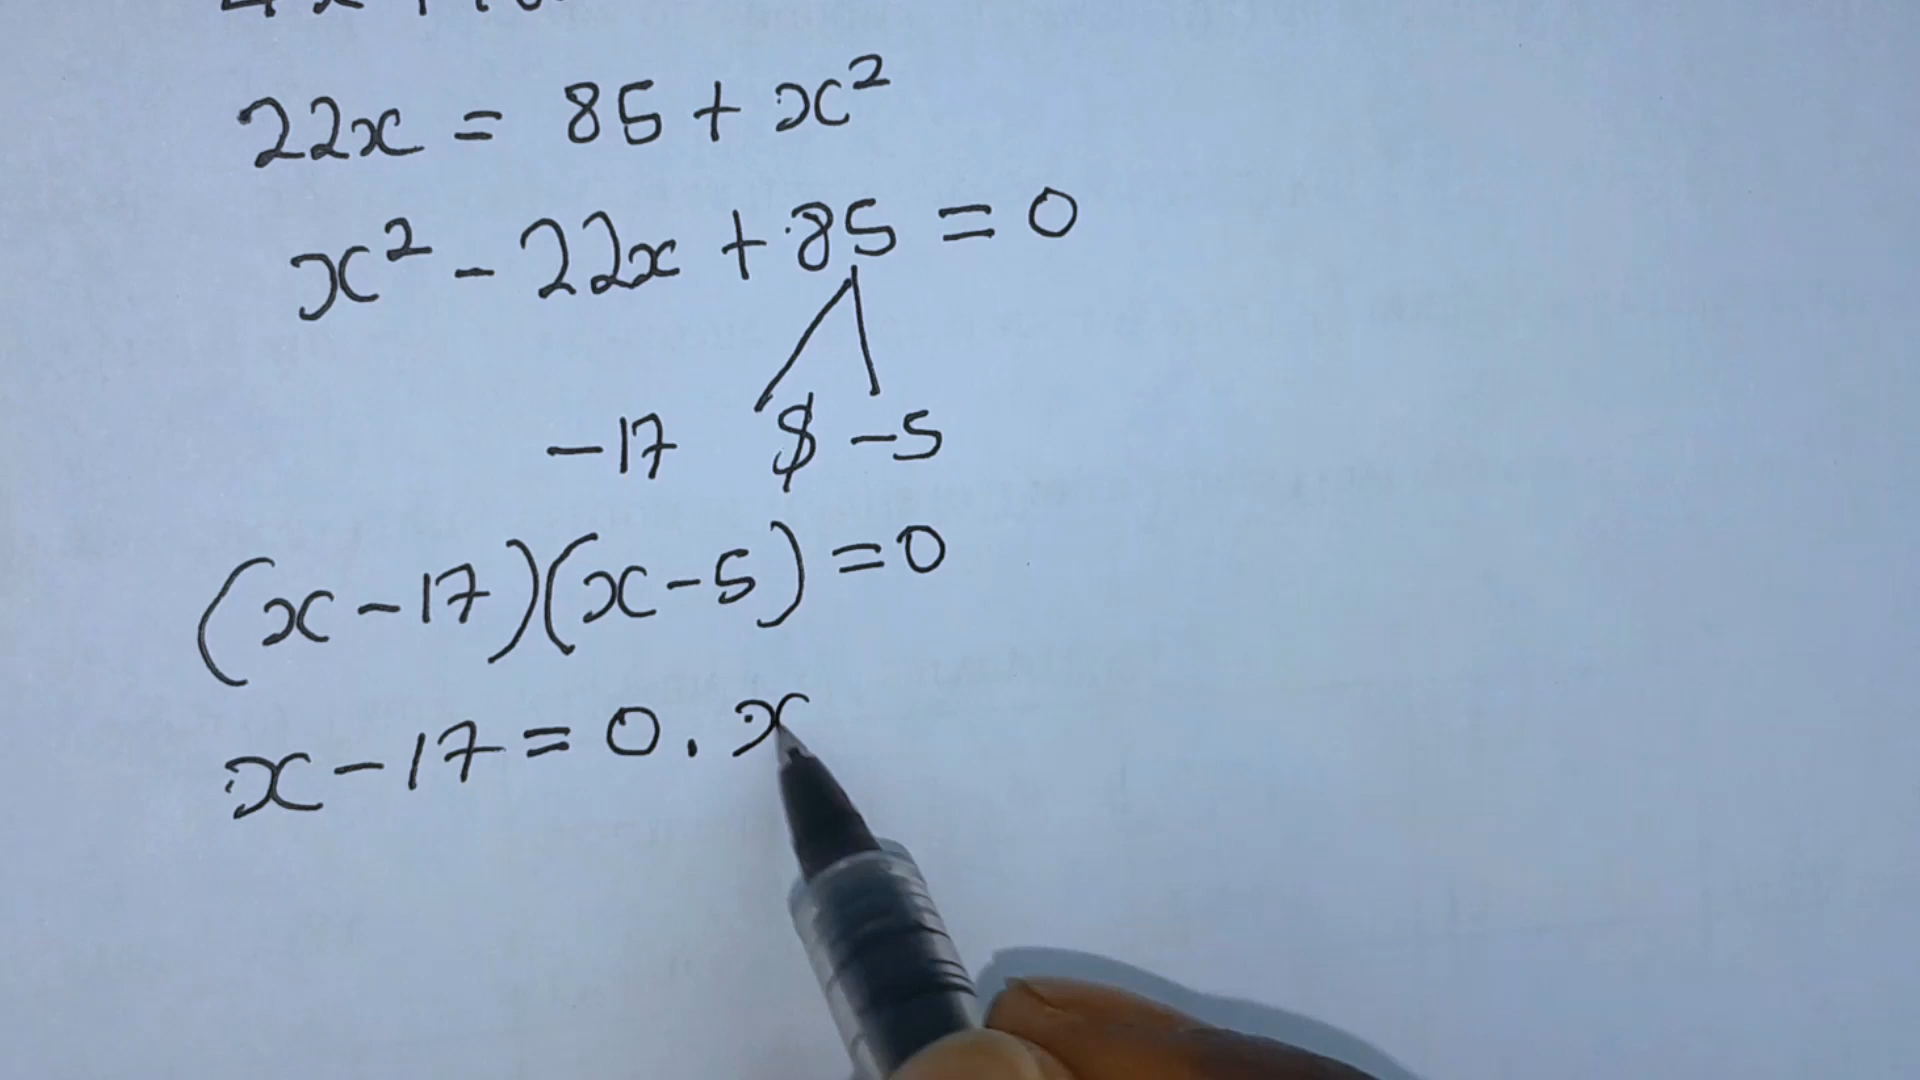 22x = 85 + x²
x² - 22x + 85 = 0
-17 $ -5
(x - 17)(x - 5) = 0
x - 17 = 0. x